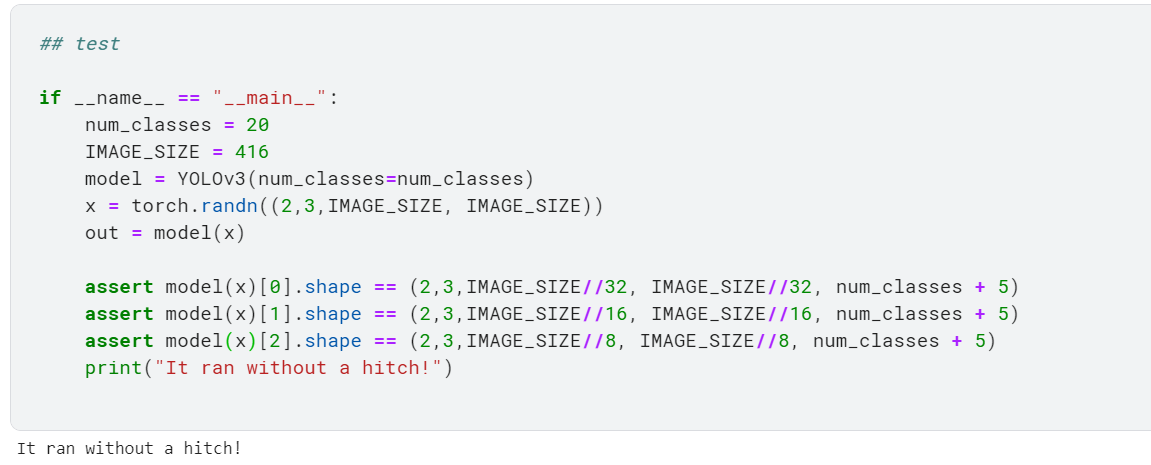 ## test
if __name__ == "__main__":
    num_classes = 20
    IMAGE_SIZE = 416
    model = YOLOv3(num_classes=num_classes)
    x = torch.randn((2,3,IMAGE_SIZE, IMAGE_SIZE))
    out = model(x)
    assert model(x)[0].shape == (2,3,IMAGE_SIZE//32, IMAGE_SIZE//32, num_classes + 5)
    assert model(x)[1].shape == (2,3,IMAGE_SIZE//16, IMAGE_SIZE//16, num_classes + 5)
    assert model(x)[2].shape == (2,3,IMAGE_SIZE//8, IMAGE_SIZE//8, num_classes + 5)
    print("It ran without a hitch!")
It ran without a hitch!